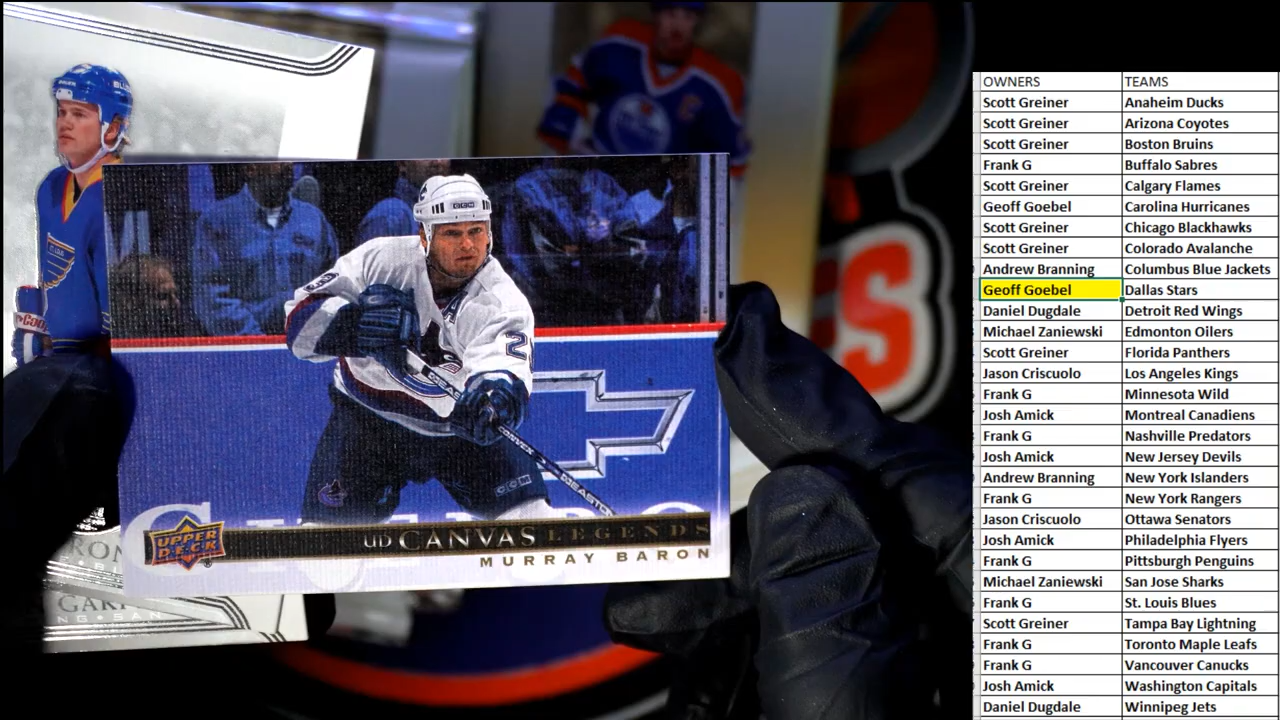 UPPER
DECK
UD CANVAS LEGENDS
MURRAY BARON
CCM
EASTON
OWNERS TEAMS
Scott Greiner Anaheim Ducks
Scott Greiner Arizona Coyotes
Scott Greiner Boston Bruins
Frank G Buffalo Sabres
Scott Greiner Calgary Flames
Geoff Goebel Carolina Hurricanes
Scott Greiner Chicago Blackhawks
Scott Greiner Colorado Avalanche
Andrew Branning Columbus Blue Jackets
Geoff Goebel Dallas Stars
Daniel Dugdale Detroit Red Wings
Michael Zaniewski Edmonton Oilers
Scott Greiner Florida Panthers
Jason Criscuolo Los Angeles Kings
Frank G Minnesota Wild
Josh Amick Montreal Canadiens
Frank G Nashville Predators
Josh Amick New Jersey Devils
Andrew Branning New York Islanders
Frank G New York Rangers
Jason Criscuolo Ottawa Senators
Josh Amick Philadelphia Flyers
Frank G Pittsburgh Penguins
Michael Zaniewski San Jose Sharks
Frank G St. Louis Blues
Scott Greiner Tampa Bay Lightning
Frank G Toronto Maple Leafs
Frank G Vancouver Canucks
Josh Amick Washington Capitals
Daniel Dugdale Winnipeg Jets